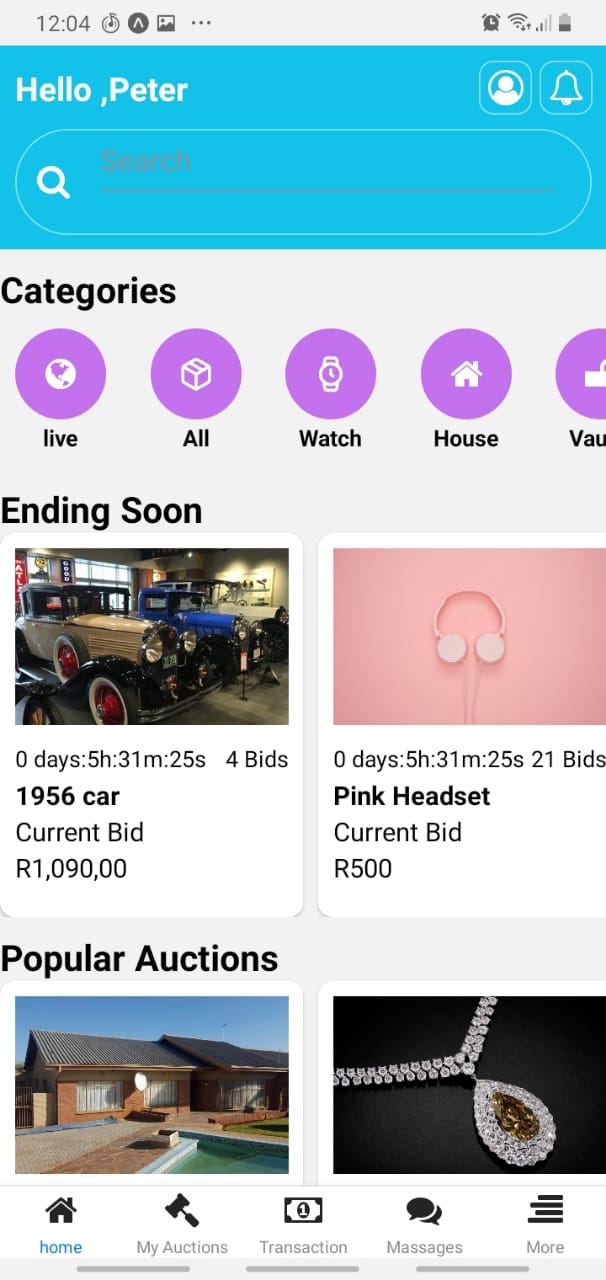 12:04
Hello ,Peter
Search
Categories
live All Watch House Vau
Ending Soon
0 days:5h:31m:25s 4 Bids
1956 car
Current Bid
R1,090,00
0 days:5h:31m:25s 21 Bids
Pink Headset
Current Bid
R500
Popular Auctions
home My Auctions Transaction Massages More